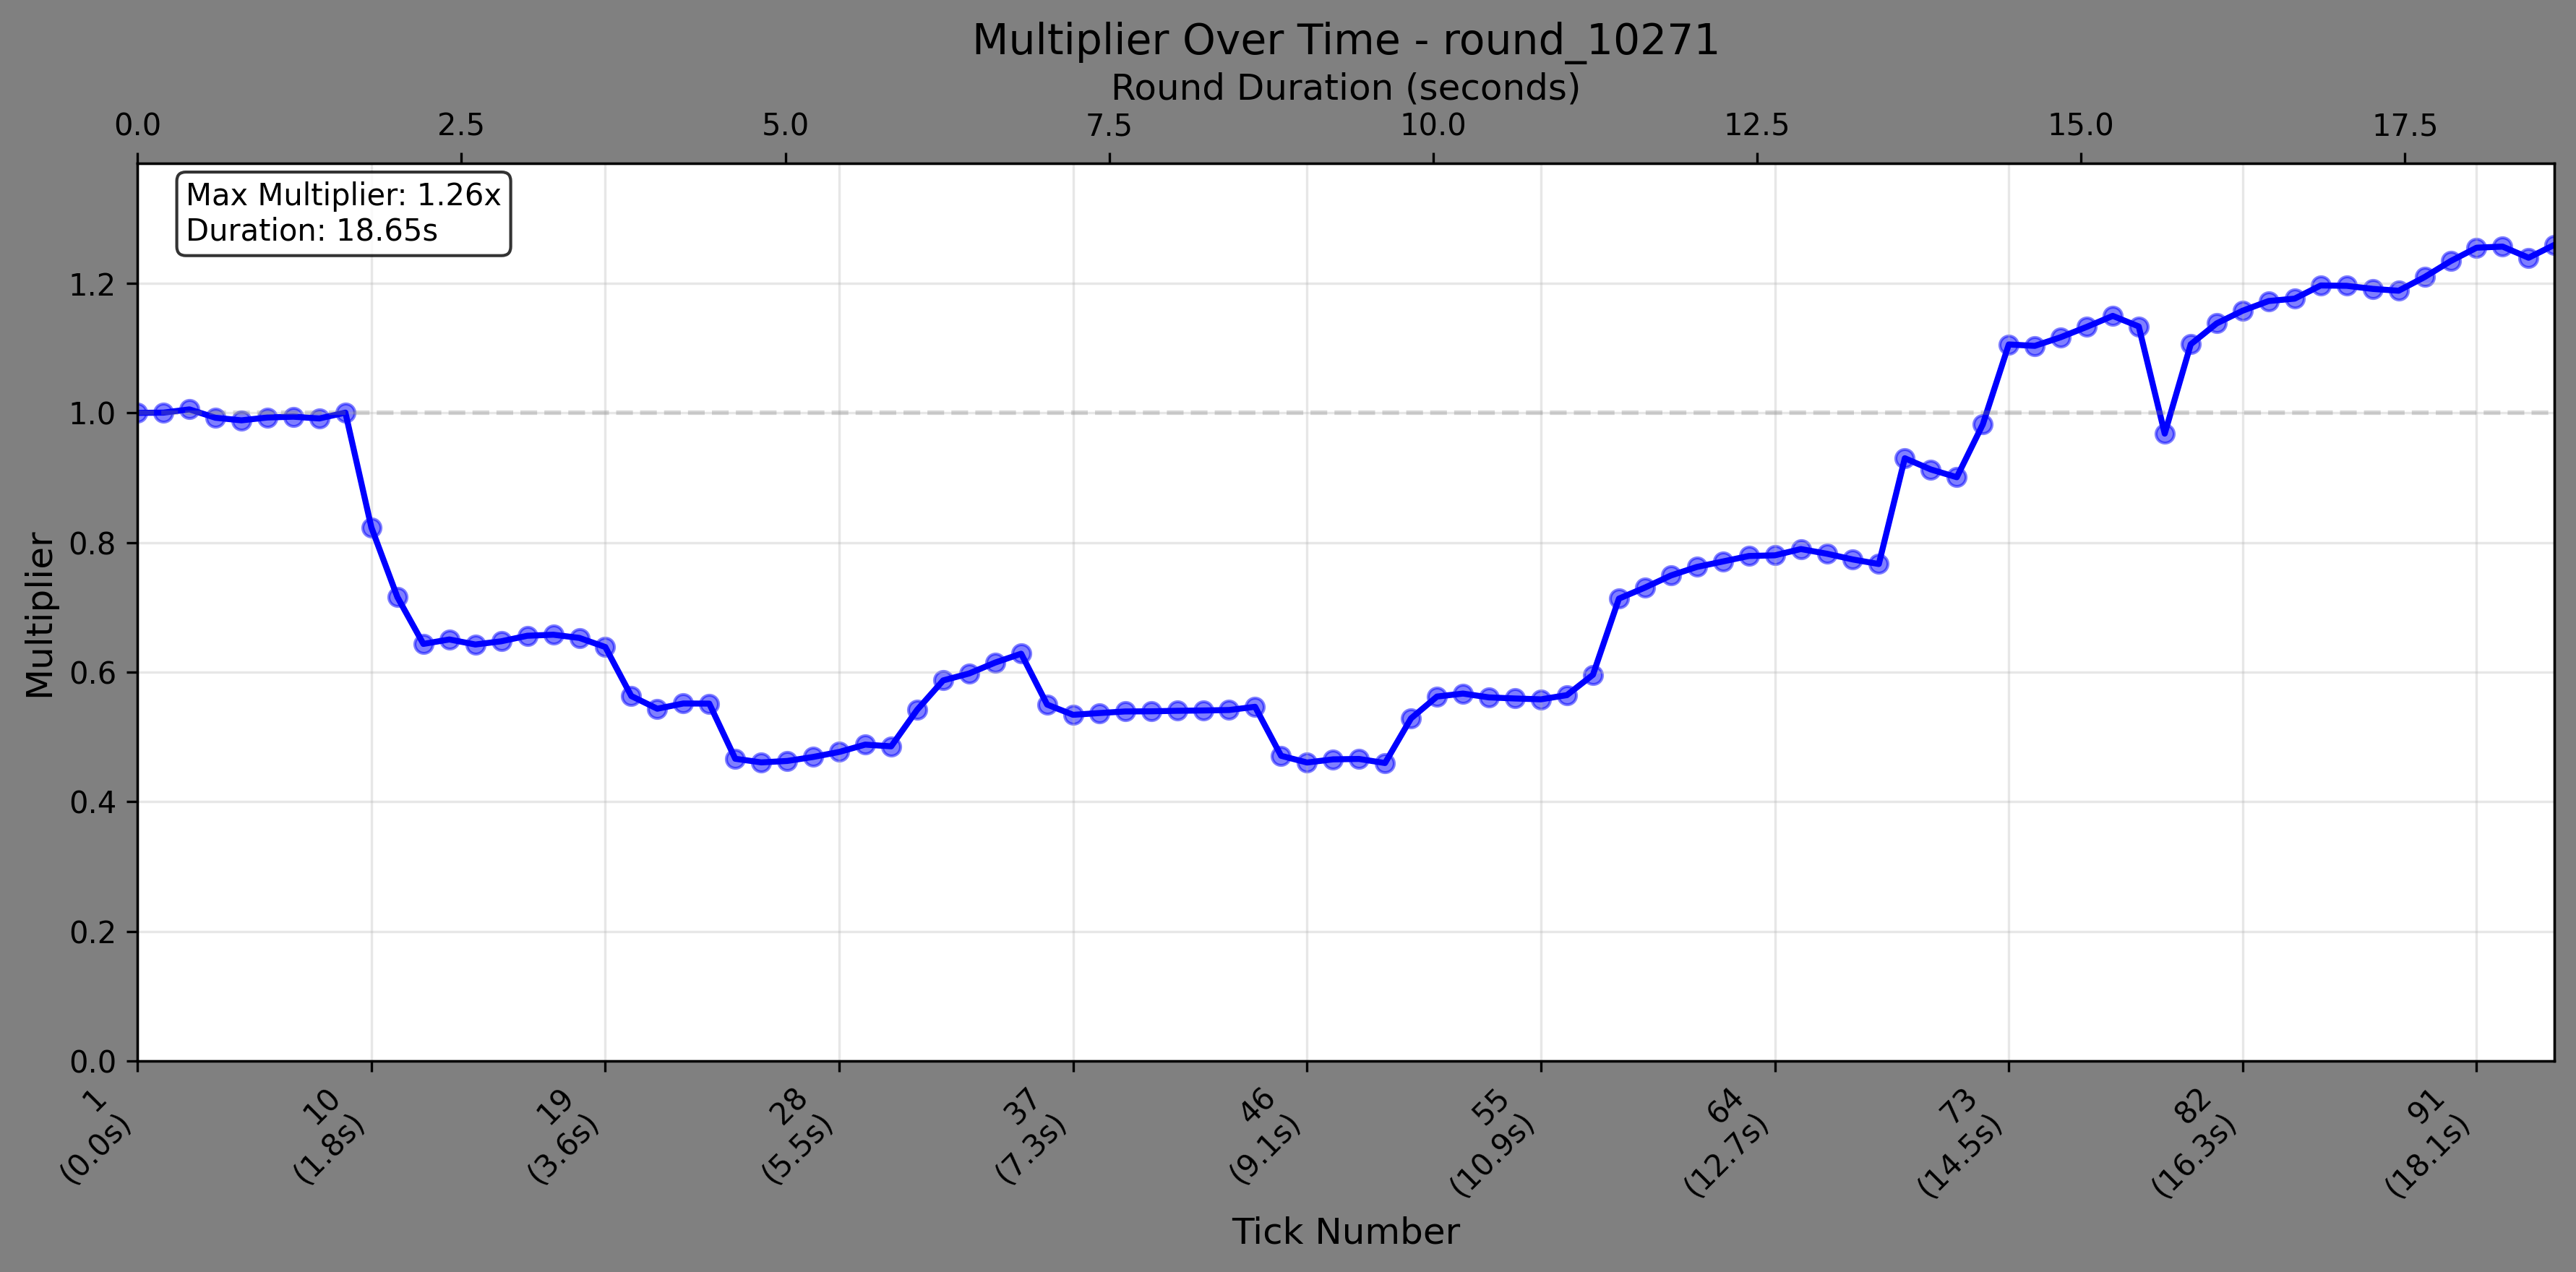 Multiplier Over Time - round_10271
Round Duration (seconds)
0.0 2.5 5.0 7.5 10.0 12.5 15.0 17.5
Max Multiplier: 1.26x
Duration: 18.65s
Multiplier
1.2
1.0
0.8
0.6
0.4
0.2
0.0
1
(0.0s)
10
(1.8s)
19
(3.6s)
28
(5.5s)
37
(7.3s)
46
(9.1s)
55
(10.9s)
64
(12.7s)
73
(14.5s)
82
(16.3s)
91
(18.1s)
Tick Number